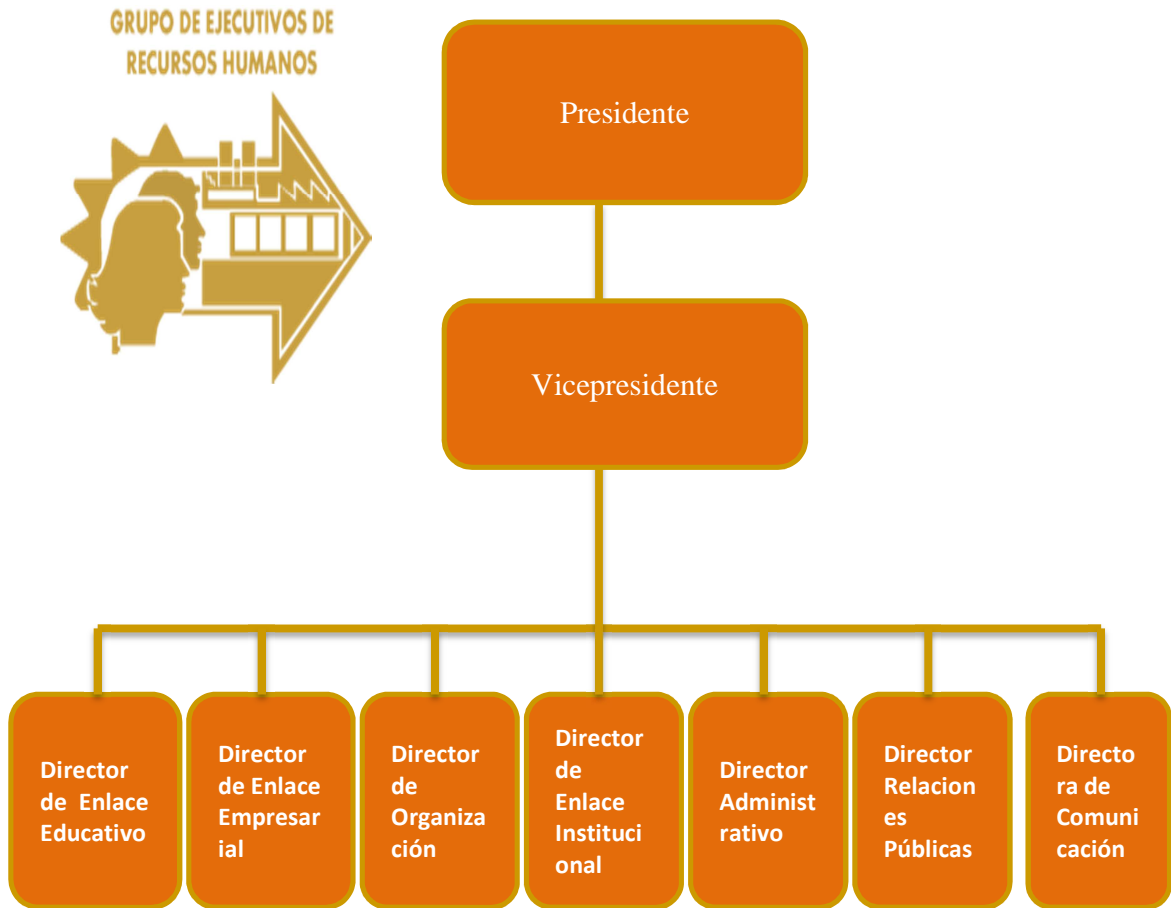 GRUPO DE EJECUTIVOS DE
RECURSOS HUMANOS
Presidente
Vicepresidente
Director
de Enlace
Educativo
Director
de Enlace
Empresar
ial
Director
de
Organiza
ción
Director
de
Enlace
Instituci
onal
Director
Administ
rativo
Director
Relacion
es
Públicas
Directo
ra de
Comuni
cación